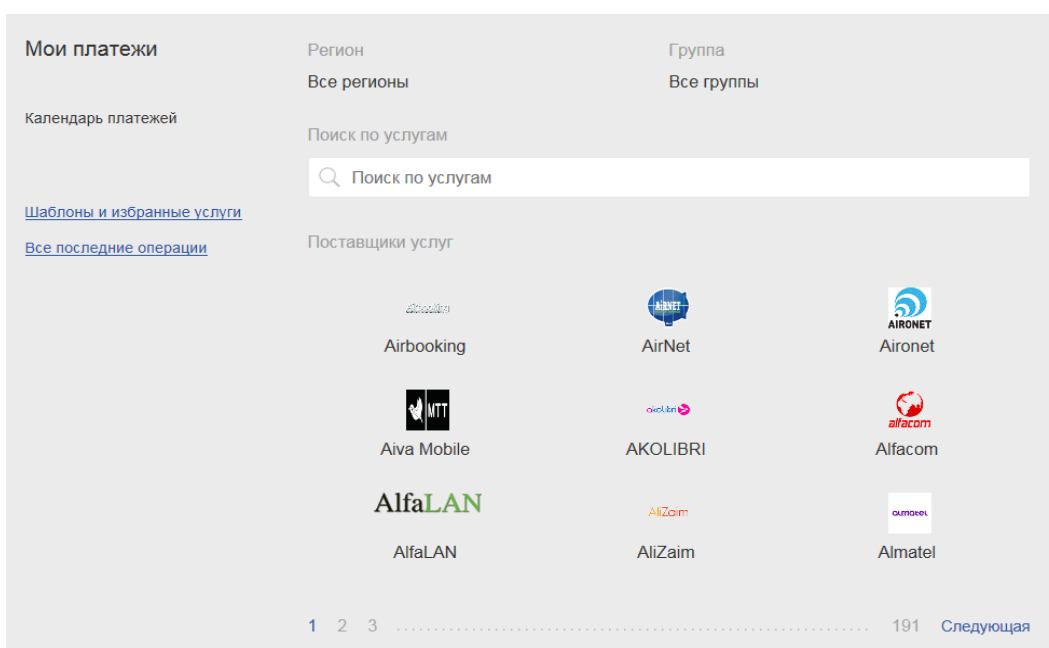 Мои платежи
Календарь платежей
Шаблоны и избранные услуги
Все последние операции
Регион
Группа
Все регионы
Все группы
Поиск по услугам
Поиск по услугам
Поставщики услуг
AIRNET
AIRONET
Airbooking
AirNet
Aironet
MTT
akolibri
alfacom
Aiva Mobile
AKOLIBRI
Alfacom
AlfaLAN
AliZaim
almatel
AlfaLAN
AliZaim
Almatel
1 2 3 191 Следующая